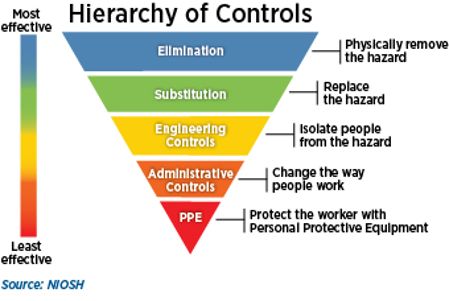 Hierarchy of Controls
Most
effective
Elimination
Physically remove
the hazard
Substitution
Replace
the hazard
Engineering
Controls
Isolate people
from the hazard
Administrative
Controls
Change the way
people work
PPE
Protect the worker with
Personal Protective Equipment
Least
effective
Source: NIOSH